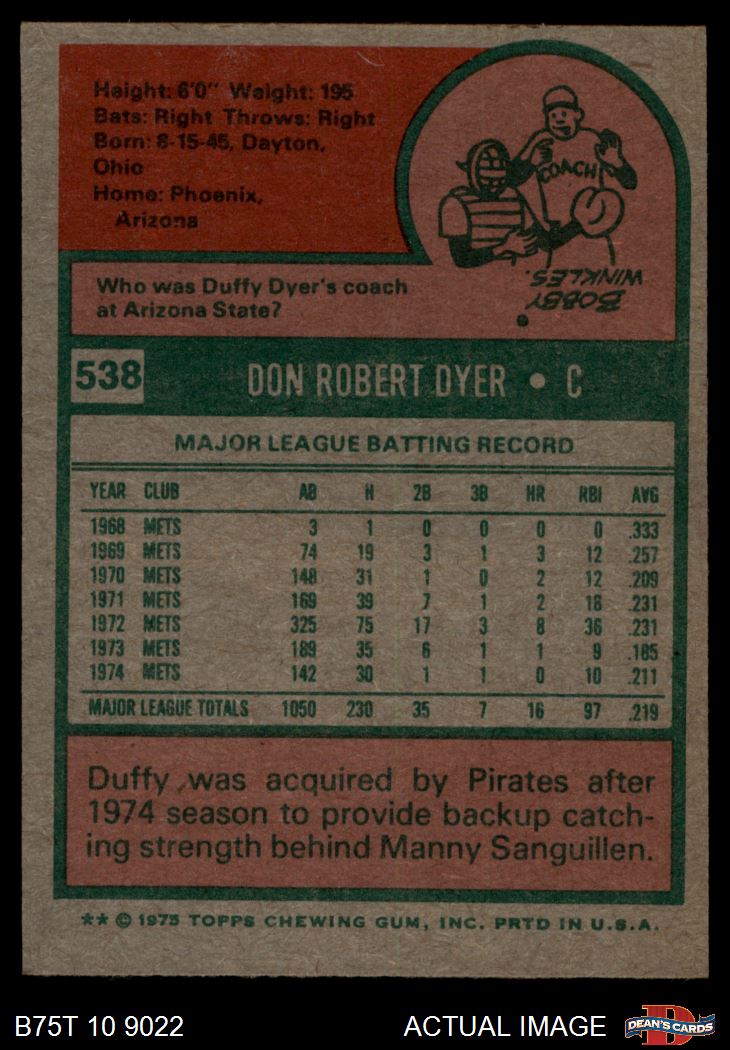 Height: 6'0" Weight: 195
Bats: Right Throws: Right
Born: 8-15-45, Dayton,
Ohio
Home: Phoenix,
Arizona
COACH
Who was Duffy Dyer's coach
at Arizona State?
BOBBY
WINKLES.
538 DON ROBERT DYER • C
MAJOR LEAGUE BATTING RECORD
YEAR CLUB AB H 2B 3B HR RBI AVG
1968 METS 3 1 0 0 0 0 .333
1969 METS 74 19 3 1 3 12 .257
1970 METS 148 31 1 0 2 12 .209
1971 METS 169 39 7 1 2 18 .231
1972 METS 325 75 17 3 8 36 .231
1973 METS 189 35 6 1 1 9 .185
1974 METS 142 30 1 1 0 10 .211
MAJOR LEAGUE TOTALS 1050 230 35 7 16 97 .219
Duffy was acquired by Pirates after
1974 season to provide backup catch-
ing strength behind Manny Sanguillen.
** © 1975 TOPPS CHEWING GUM, INC. PRTD IN U.S.A.
B75T 10 9022 ACTUAL IMAGE DEAN'S CARDS